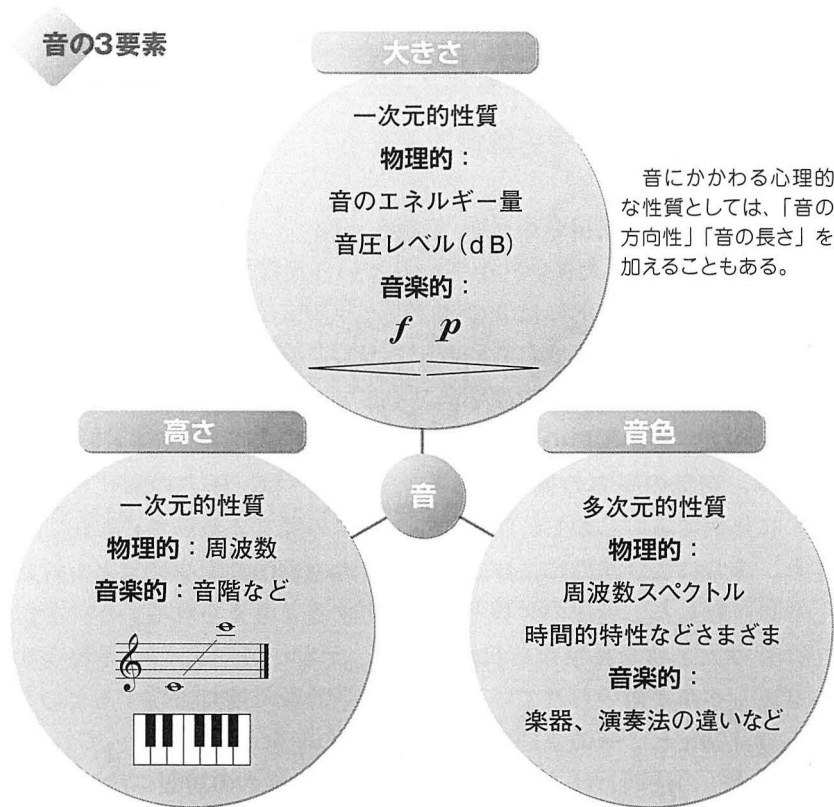 音の3要素
大きさ
一次元的性質
物理的：
音のエネルギー量
音圧レベル(dB)
音楽的：
f p
音にかかわる心理的
な性質としては、「音の
方向性」「音の長さ」を
加えることもある。
高さ
一次元的性質
物理的：周波数
音楽的：音階など
音
音色
多次元的性質
物理的：
周波数スペクトル
時間的特性などさまざま
音楽的：
楽器、演奏法の違いなど